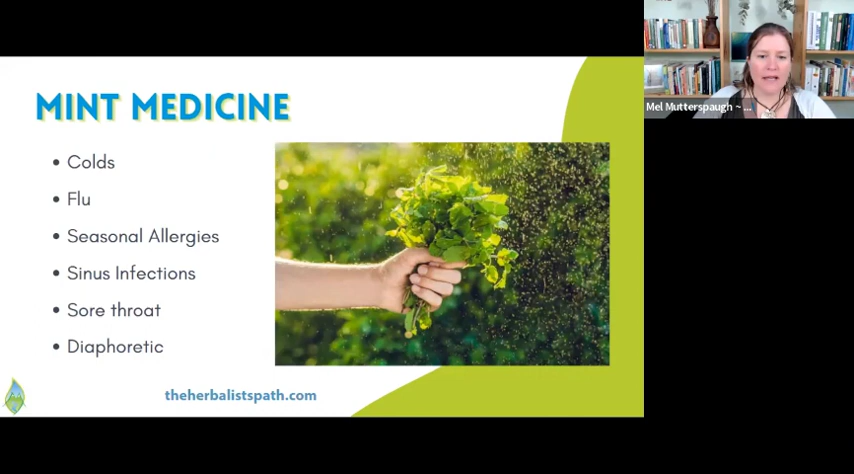 MINT MEDICINE
• Colds
• Flu
• Seasonal Allergies
• Sinus Infections
• Sore throat
• Diaphoretic
theherbalistspath.com
Mel Mutterspaugh ~ ...